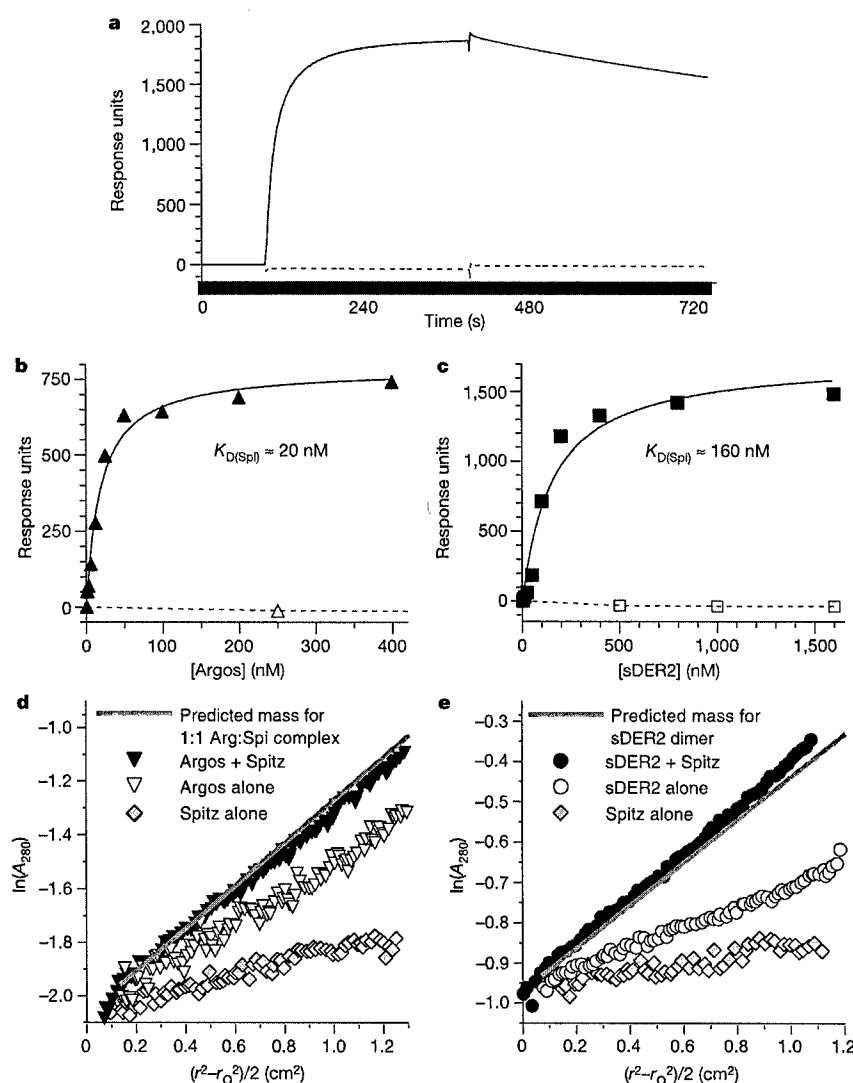 a
2,000
1,500
1,000
500
0
Response units
0 240 480 720
Time (s)
b
750
500
250
0
Response units
K_D(Spi) ≈ 20 nM
0 100 200 300 400
[Argos] (nM)
c
1,500
1,000
500
0
Response units
K_D(Spi) ≈ 160 nM
0 500 1,000 1,500
[sDER2] (nM)
d
−1.0
−1.2
−1.4
−1.6
−1.8
−2.0
ln(A280)
Predicted mass for
1:1 Arg:Spi complex
Argos + Spitz
Argos alone
Spitz alone
0 0.2 0.4 0.6 0.8 1.0 1.2
(r²−r₀²)/2 (cm²)
e
−0.3
−0.4
−0.5
−0.6
−0.7
−0.8
−0.9
−1.0
ln(A280)
Predicted mass for
sDER2 dimer
sDER2 + Spitz
sDER2 alone
Spitz alone
0 0.2 0.4 0.6 0.8 1.0 1.2
(r²−r₀²)/2 (cm²)